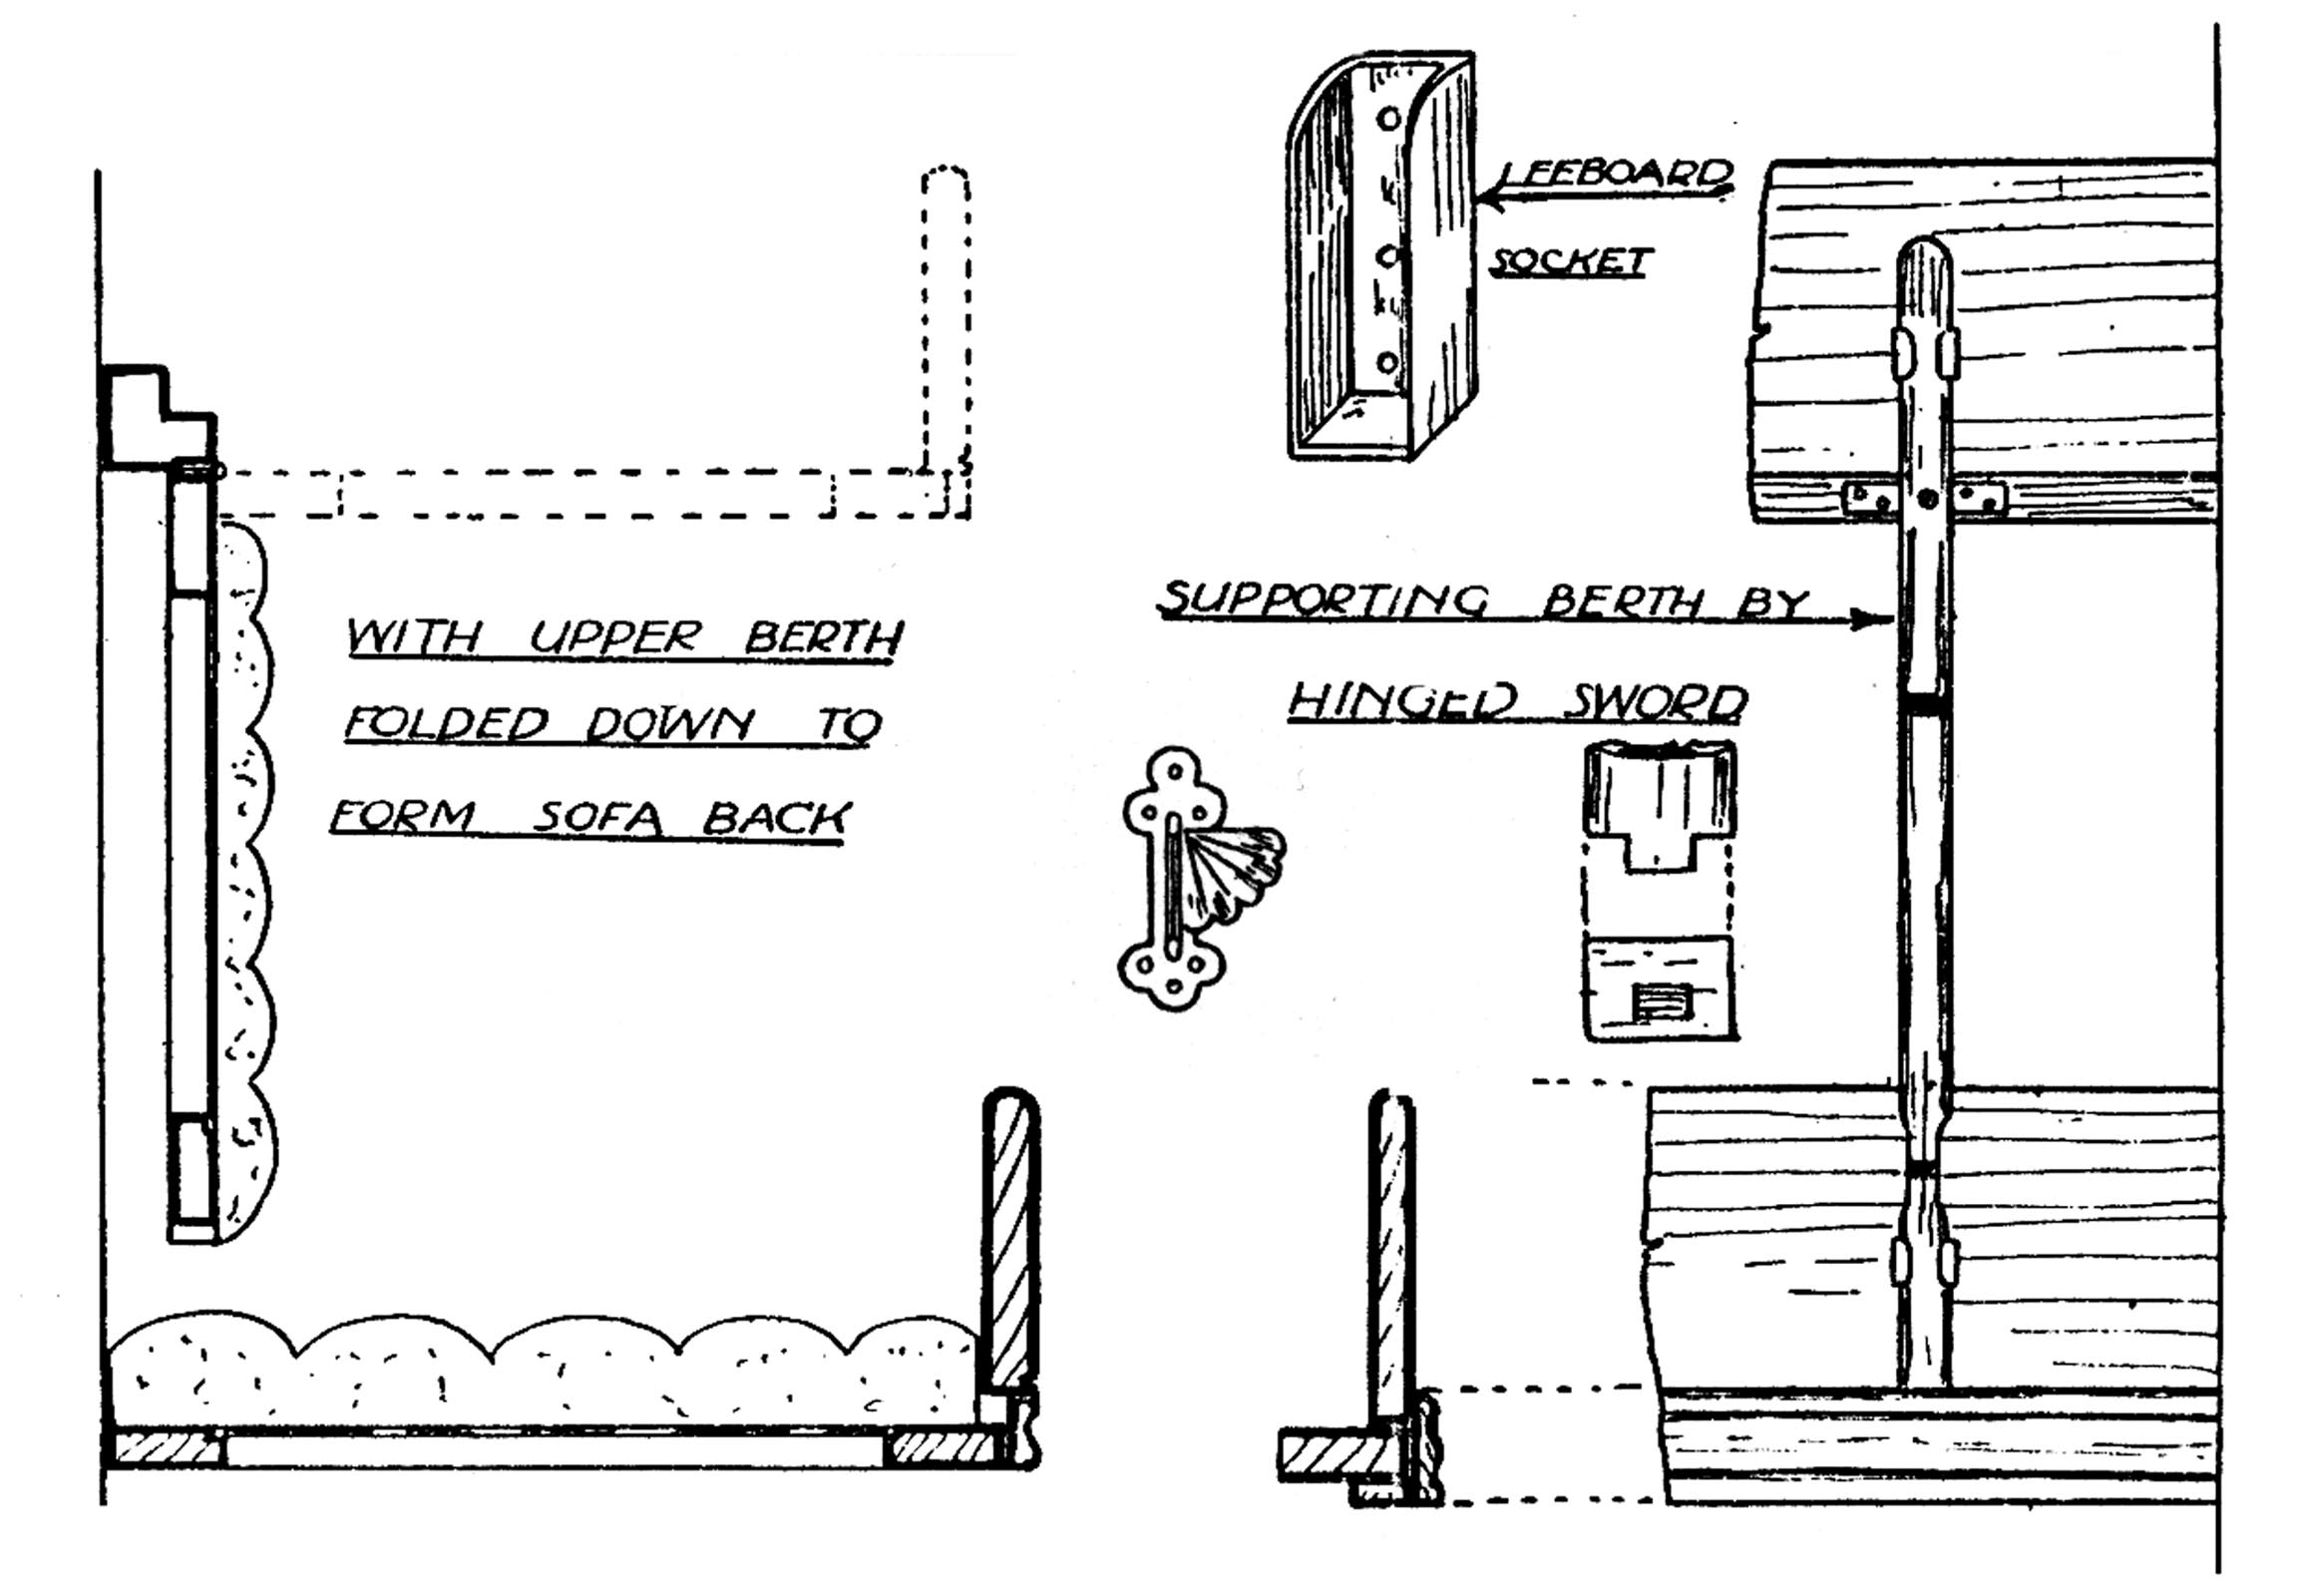 LEEBOARD
SOCKET
SUPPORTING BERTH BY
HINGED SWORD
WITH UPPER BERTH
FOLDED DOWN TO
FORM SOFA BACK